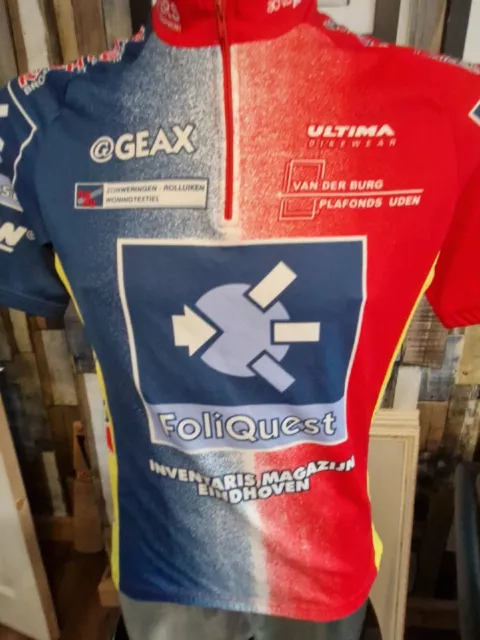 @GEAX
ULTIMA
BIKEWEAR
ZONWERINGEN - ROLLUIKEN
WONINGTEXTIEL
VAN DER BURG
PLAFONDS UDEN
FoliQuest
INVENTARIS MAGAZIJN
EINDHOVEN